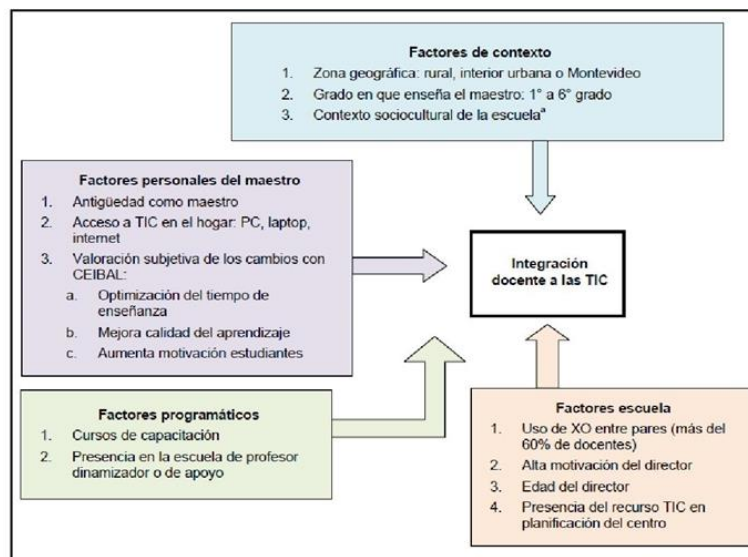 Factores de contexto
1. Zona geográfica: rural, interior urbana o Montevideo
2. Grado en que enseña el maestro: 1° a 6° grado
3. Contexto sociocultural de la escuelaª
Factores personales del maestro
1. Antigüedad como maestro
2. Acceso a TIC en el hogar: PC, laptop,
internet
3. Valoración subjetiva de los cambios con
CEIBAL:
a. Optimización del tiempo de
enseñanza
b. Mejora calidad del aprendizaje
c. Aumenta motivación estudiantes
Integración
docente a las TIC
Factores programáticos
1. Cursos de capacitación
2. Presencia en la escuela de profesor
dinamizador o de apoyo
Factores escuela
1. Uso de XO entre pares (más del
60% de docentes)
2. Alta motivación del director
3. Edad del director
4. Presencia del recurso TIC en
planificación del centro